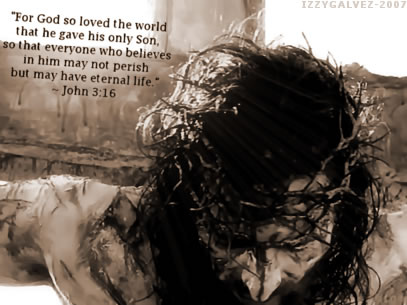 IZZYGALVEZ-2007
"For God so loved the world
that he gave his only Son,
so that everyone who believes
in him may not perish
but may have eternal life."
~ John 3:16